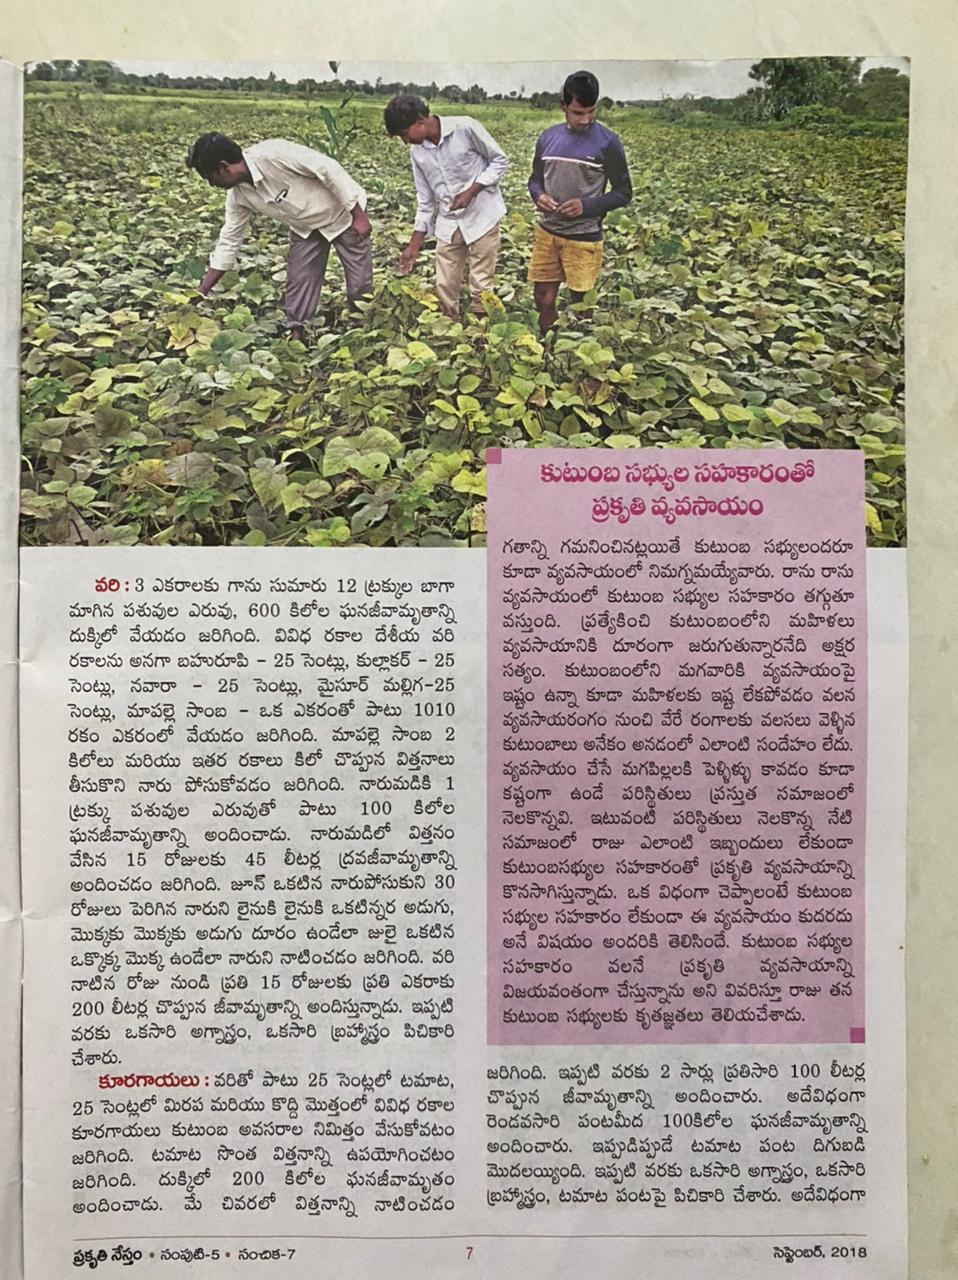 వరి : 3 ఎకరాలకు గాను సుమారు 12 ట్రక్కుల బాగా
మాగిన పశువుల ఎరువు, 600 కిలోల ఘనజీవామృతాన్ని
దుక్కిలో వేయడం జరిగింది. వివిధ రకాల దేశీయ వరి
రకాలను అనగా బహురూపి - 25 సెంట్లు, కుల్లాకర్ - 25
సెంట్లు, నవారా - 25 సెంట్లు, మైసూర్ మల్లిగ-25
సెంట్లు, మాపల్లె సాంబ - ఒక ఎకరంతో పాటు 1010
రకం ఎకరంలో వేయడం జరిగింది. మాపల్లె సాంబ 2
కిలోలు మరియు ఇతర రకాలు కిలో చొప్పున విత్తనాలు
తీసుకొని నారు పోసుకోవడం జరిగింది. నారుమడికి 1
ట్రక్కు పశువుల ఎరువుతో పాటు 100 కిలోల
ఘనజీవామృతాన్ని అందించాడు. నారుమడిలో విత్తనం
వేసిన 15 రోజులకు 45 లీటర్ల ద్రవజీవామృతాన్ని
అందించడం జరిగింది. జూన్ ఒకటిన నారుపోసుకుని 30
రోజులు పెరిగిన నారుని లైనుకి లైనుకి ఒకటిన్నర అడుగు,
మొక్కకు మొక్కకు అడుగు దూరం ఉండేలా జులై ఒకటిన
ఒక్కొక్క మొక్క ఉండేలా నారుని నాటించడం జరిగింది. వరి
నాటిన రోజు నుండి ప్రతి 15 రోజులకు ప్రతి ఎకరాకు
200 లీటర్ల చొప్పున జీవామృతాన్ని అందిస్తున్నాడు. ఇప్పటి
వరకు ఒకసారి అగ్నాస్త్రం, ఒకసారి బ్రహ్మాస్త్రం పిచికారి
చేశారు.
కూరగాయలు : వరితో పాటు 25 సెంట్లలో టమాట,
25 సెంట్లలో మిరప మరియు కొద్ది మొత్తంలో వివిధ రకాల
కూరగాయలు కుటుంబ అవసరాల నిమిత్తం వేసుకోవటం
జరిగింది. టమాట సొంత విత్తనాన్ని ఉపయోగించటం
జరిగింది. దుక్కిలో 200 కిలోల ఘనజీవామృతం
అందించాడు. మే చివరలో విత్తనాన్ని నాటించడం
కుటుంబ సభ్యుల సహకారంతో
ప్రకృతి వ్యవసాయం
గతాన్ని గమనించినట్లయితే కుటుంబ సభ్యులందరూ
కూడా వ్యవసాయంలో నిమగ్నమయ్యేవారు. రాను రాను
వ్యవసాయంలో కుటుంబ సభ్యుల సహకారం తగ్గుతూ
వస్తుంది. ప్రత్యేకించి కుటుంబంలోని మహిళలు
వ్యవసాయానికి దూరంగా జరుగుతున్నారనేది అక్షర
సత్యం. కుటుంబంలోని మగవారికి వ్యవసాయంపై
ఇష్టం ఉన్నా కూడా మహిళలకు ఇష్ట లేకపోవడం వలన
వ్యవసాయరంగం నుంచి వేరే రంగాలకు వలసలు వెళ్ళిన
కుటుంబాలు అనేకం అనడంలో ఎలాంటి సందేహం లేదు.
వ్యవసాయం చేసే మగపిల్లలకి పెళ్ళిళ్ళు కావడం కూడా
కష్టంగా ఉండే పరిస్థితులు ప్రస్తుత సమాజంలో
నెలకొన్నవి. ఇటువంటి పరిస్థితులు నెలకొన్న నేటి
సమాజంలో రాజు ఎలాంటి ఇబ్బందులు లేకుండా
కుటుంబసభ్యుల సహకారంతో ప్రకృతి వ్యవసాయాన్ని
కొనసాగిస్తున్నాడు. ఒక విధంగా చెప్పాలంటే కుటుంబ
సభ్యుల సహకారం లేకుండా ఈ వ్యవసాయం కుదరదు
అనే విషయం అందరికి తెలిసిందే. కుటుంబ సభ్యుల
సహకారం వలనే ప్రకృతి వ్యవసాయాన్ని
విజయవంతంగా చేస్తున్నాను అని వివరిస్తూ రాజు తన
కుటుంబ సభ్యులకు కృతజ్ఞతలు తెలియచేశాడు.
జరిగింది. ఇప్పటి వరకు 2 సార్లు ప్రతిసారి 100 లీటర్ల
చొప్పున జీవామృతాన్ని అందించారు. అదేవిధంగా
రెండవసారి పంటమీద 100కిలోల ఘనజీవామృతాన్ని
అందించారు. ఇప్పుడిప్పుడే టమాట పంట దిగుబడి
మొదలయ్యింది. ఇప్పటి వరకు ఒకసారి అగ్నాస్త్రం, ఒకసారి
బ్రహ్మాస్త్రం, టమాట పంటపై పిచికారి చేశారు. అదేవిధంగా
ప్రకృతి నేస్తం • సంపుటి-5 • సంచిక-7
7
సెప్టెంబర్, 2018